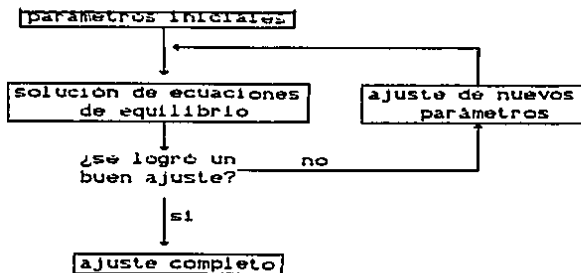 parámetros iniciales
solución de ecuaciones
de equilibrio
ajuste de nuevos
parámetros
¿se logró un
buen ajuste?
no
si
ajuste completo